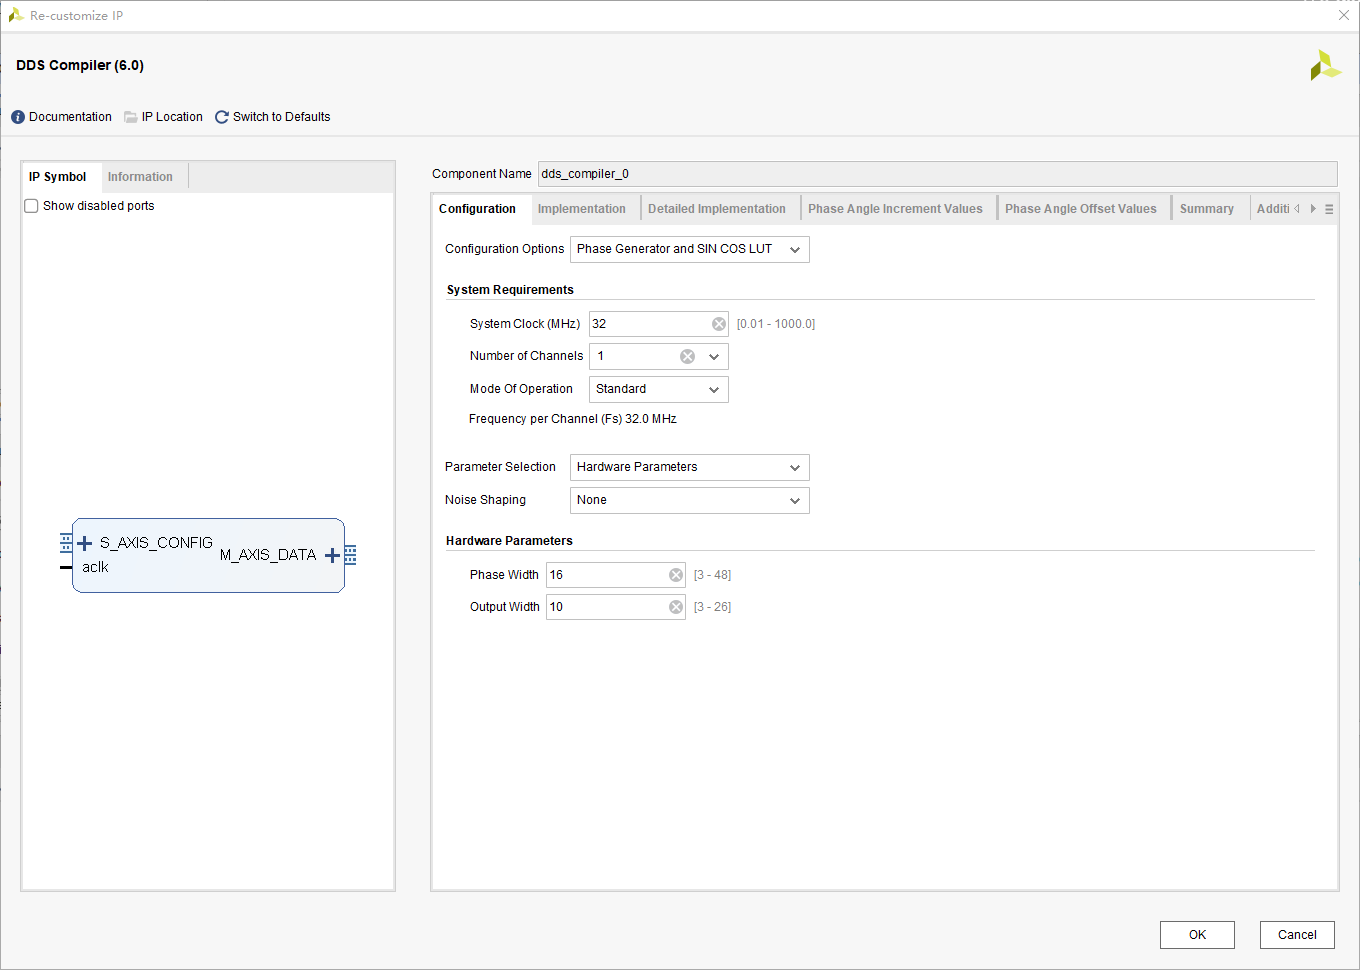 Re-customize IP
DDS Compiler (6.0)
Documentation IP Location Switch to Defaults
IP Symbol Information
Show disabled ports
S_AXIS_CONFIG
M_AXIS_DATA
aclk
Component Name dds_compiler_0
Configuration Implementation Detailed Implementation Phase Angle Increment Values Phase Angle Offset Values Summary Additi
Configuration Options Phase Generator and SIN COS LUT
System Requirements
System Clock (MHz) 32 [0.01 - 1000.0]
Number of Channels 1
Mode Of Operation Standard
Frequency per Channel (Fs) 32.0 MHz
Parameter Selection Hardware Parameters
Noise Shaping None
Hardware Parameters
Phase Width 16 [3 - 48]
Output Width 10 [3 - 26]
OK Cancel